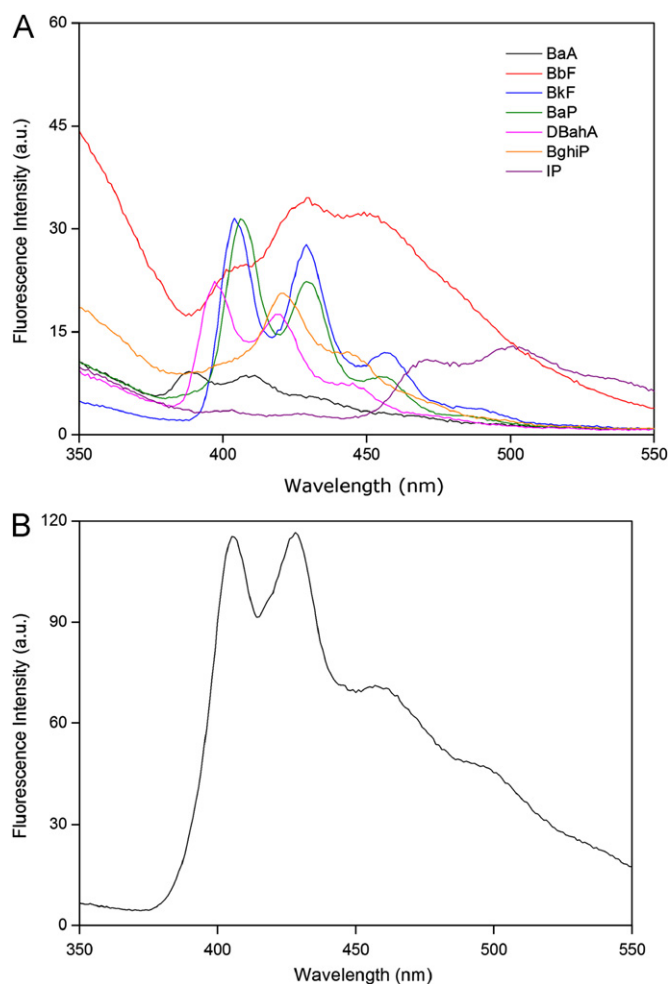 A
60
45
30
15
0
Fluorescence Intensity (a.u.)
BaA
BbF
BkF
BaP
DBahA
BghiP
IP
350 400 450 500 550
Wavelength (nm)
B
120
90
60
30
0
Fluorescence Intensity (a.u.)
350 400 450 500 550
Wavelength (nm)